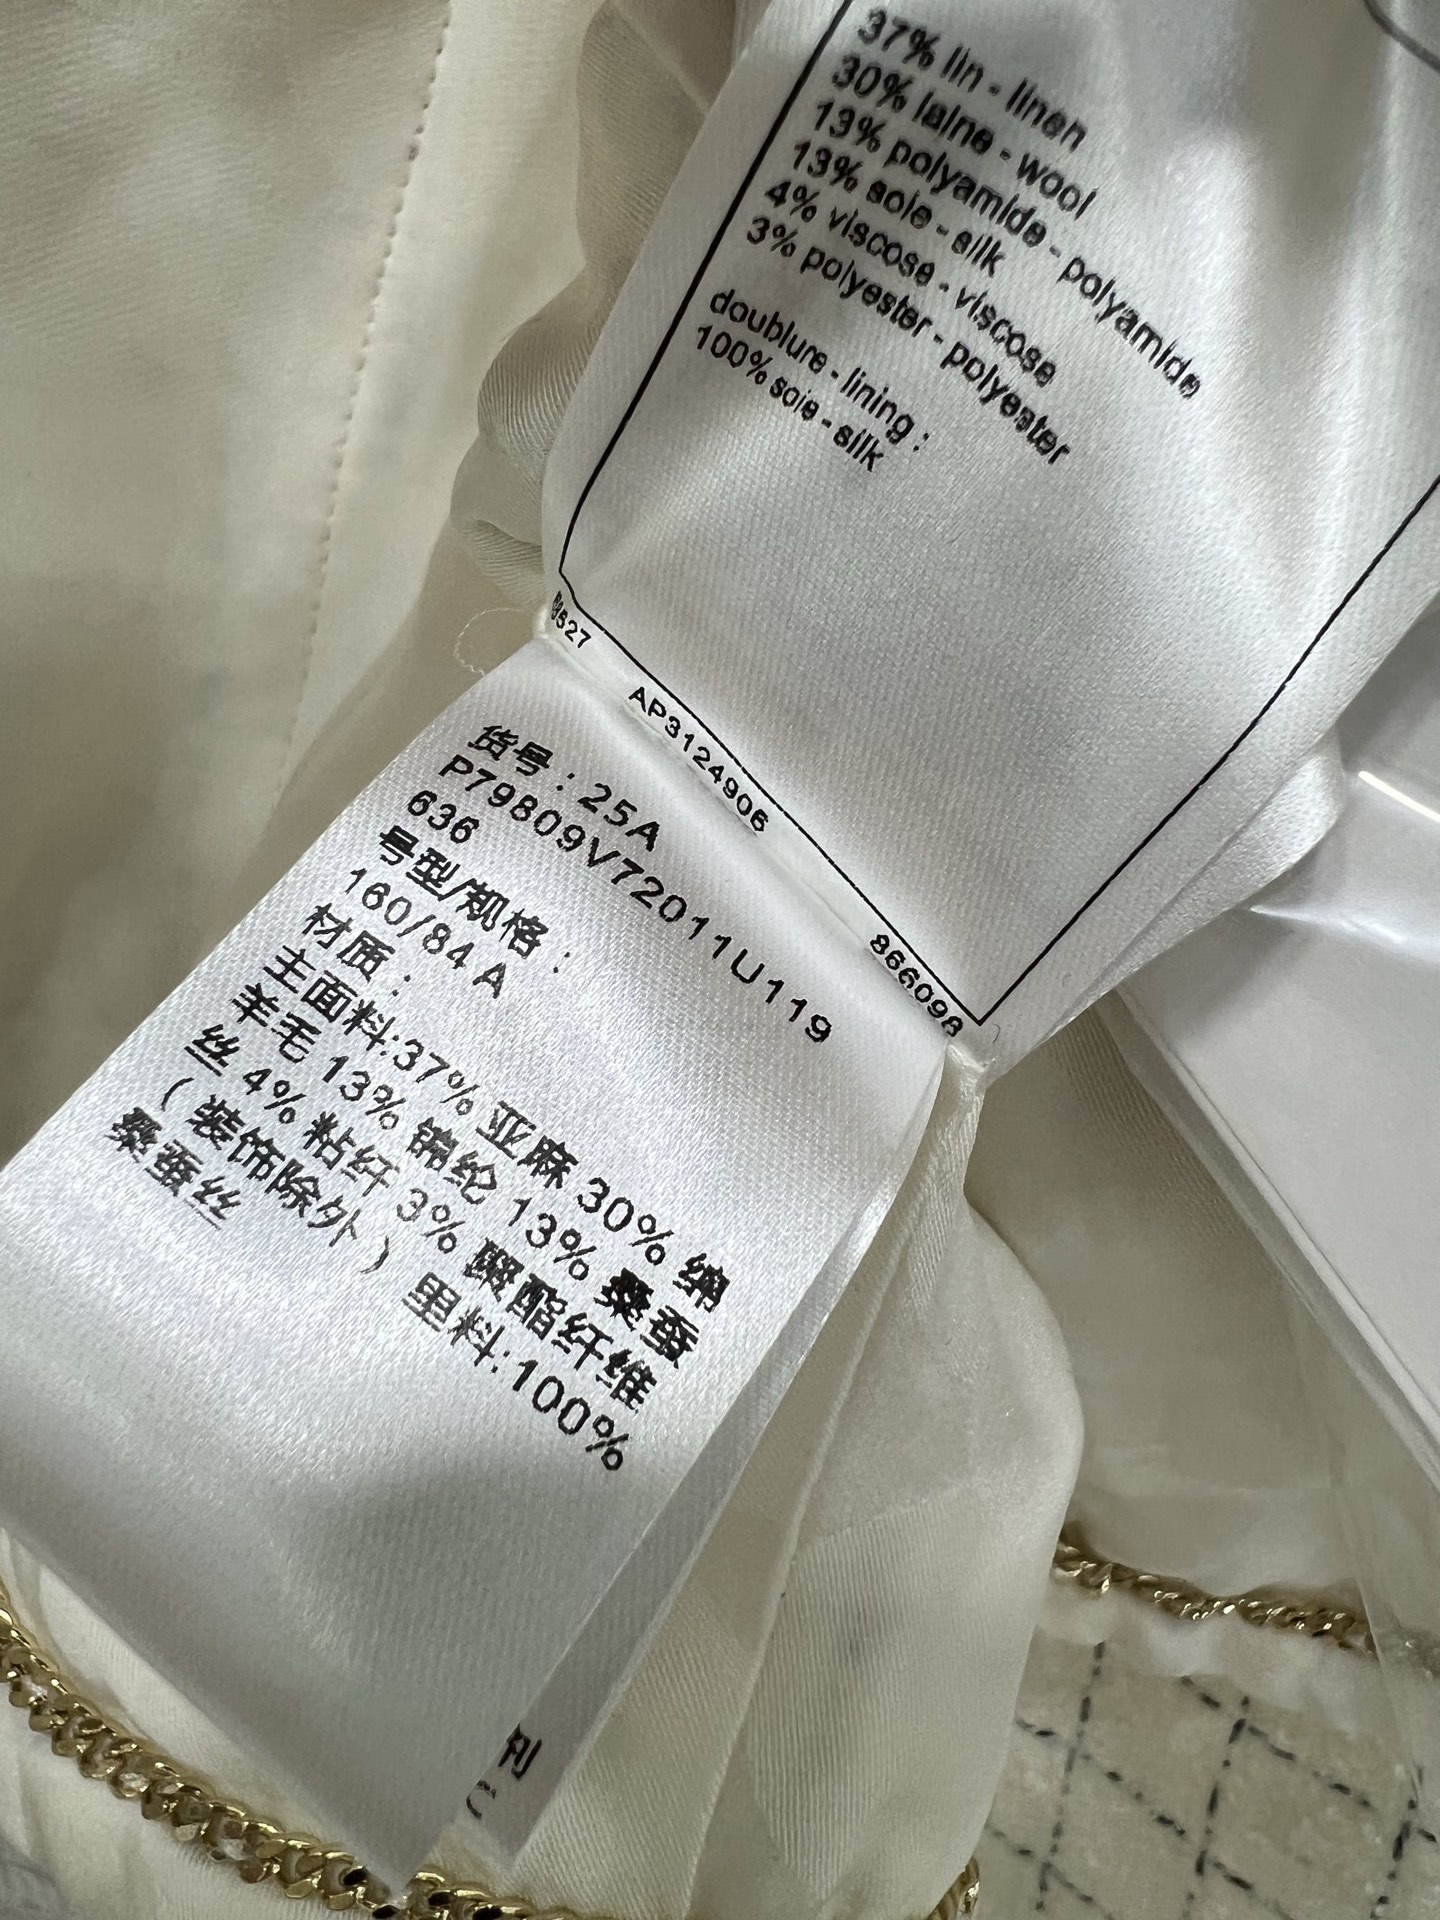 37% lin - linen
30% laine - wool
13% polyamide - polyamide
13% soie - silk
4% viscose - viscose
3% polyester - polyester
doublure - lining :
100% soie - silk
AP3124906
866098
货号：25A
P79809V72011U119
636
号型/规格：
160/84 A
材质：
主面料:37% 亚麻 30% 绵
羊毛 13% 锦纶 13% 桑蚕
丝 4% 粘纤 3% 聚酯纤维
（装饰除外） 里料:100%
桑蚕丝